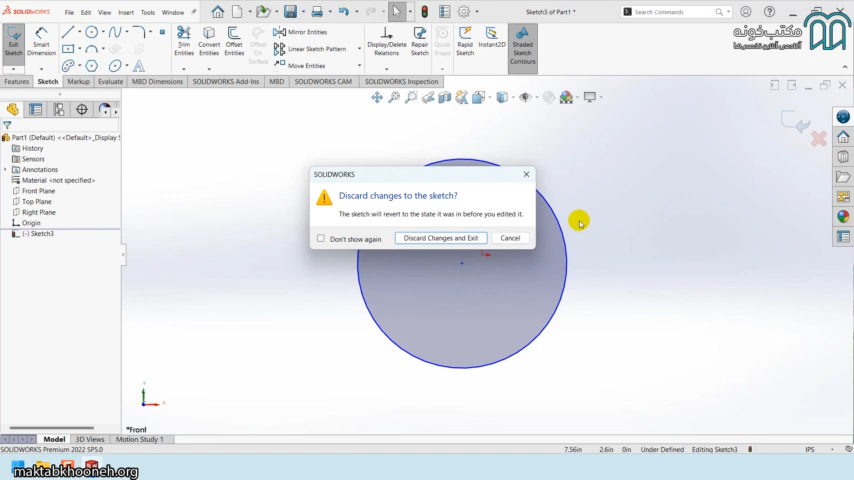 SOLIDWORKS
File
Edit
View
Insert
Tools
Window
Sketch3 of Part1 *
Search Commands
مکتب‌خونه
Exit Sketch
Smart Dimension
Trim Entities
Convert Entities
Offset Entities
Offset On Surface
Mirror Entities
Linear Sketch Pattern
Move Entities
Display/Delete Relations
Repair Sketch
Quick Snaps
Rapid Sketch
Instant2D
Shaded Sketch Contours
Features
Sketch
Markup
Evaluate
MBD Dimensions
SOLIDWORKS Add-Ins
MBD
SOLIDWORKS CAM
SOLIDWORKS Inspection
Part1 (Default) <<Default>_Display S
History
Sensors
Annotations
Material <not specified>
Front Plane
Top Plane
Right Plane
Origin
(-) Sketch3
SOLIDWORKS
Discard changes to the sketch?
The sketch will revert to the state it was in before you edited it.
Don't show again
Discard Changes and Exit
Cancel
Y
X
*Front
Model
3D Views
Motion Study 1
SOLIDWORKS Premium 2022 SP5.0
7.56in
2.6in
0in
Under Defined
Editing Sketch3
IPS
maktabkhooneh.org